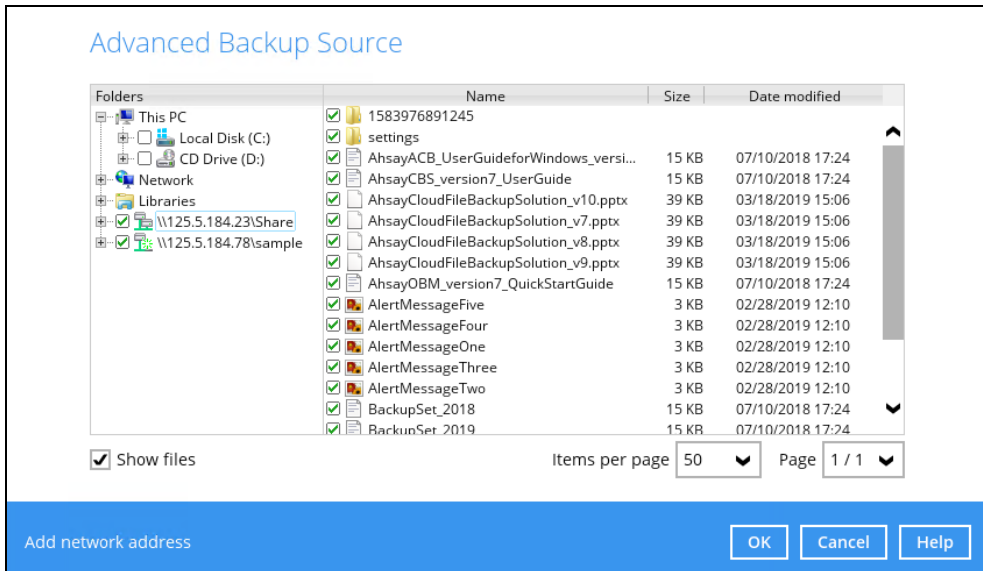 Advanced Backup Source
Folders
This PC
Local Disk (C:)
CD Drive (D:)
Network
Libraries
\\125.5.184.23\Share
\\125.5.184.78\sample
Name Size Date modified
1583976891245
settings
AhsayACB_UserGuideforWindows_versi... 15 KB 07/10/2018 17:24
AhsayCBS_version7_UserGuide 15 KB 07/10/2018 17:24
AhsayCloudFileBackupSolution_v10.pptx 39 KB 03/18/2019 15:06
AhsayCloudFileBackupSolution_v7.pptx 39 KB 03/18/2019 15:06
AhsayCloudFileBackupSolution_v8.pptx 39 KB 03/18/2019 15:06
AhsayCloudFileBackupSolution_v9.pptx 39 KB 03/18/2019 15:06
AhsayOBM_version7_QuickStartGuide 15 KB 07/10/2018 17:24
AlertMessageFive 3 KB 02/28/2019 12:10
AlertMessageFour 3 KB 02/28/2019 12:10
AlertMessageOne 3 KB 02/28/2019 12:10
AlertMessageThree 3 KB 02/28/2019 12:10
AlertMessageTwo 3 KB 02/28/2019 12:10
BackupSet_2018 15 KB 07/10/2018 17:24
BackupSet_2019 15 KB 07/10/2018 17:24
Show files
Items per page 50 Page 1 / 1
Add network address
OK Cancel Help